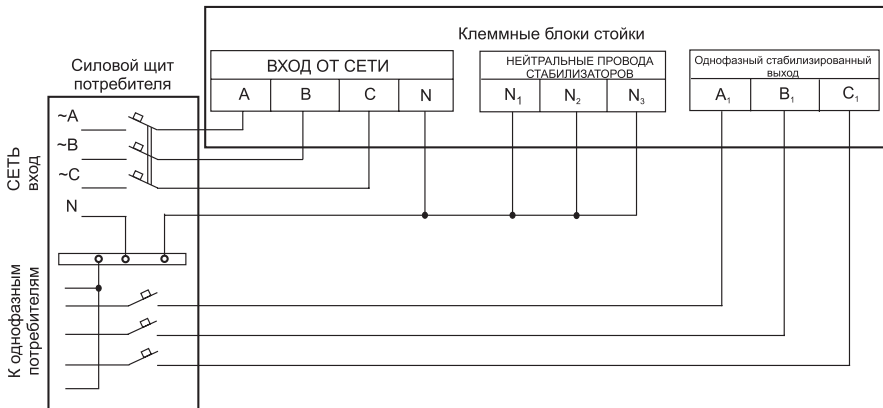 Клеммные блоки стойки
Силовой щит
потребителя
ВХОД ОТ СЕТИ
A B C N
НЕЙТРАЛЬНЫЕ ПРОВОДА
СТАБИЛИЗАТОРОВ
N₁ N₂ N₃
Однофазный стабилизированный
выход
A₁ B₁ C₁
СЕТЬ
вход
~A
~B
~C
N
К однофазным
потребителям